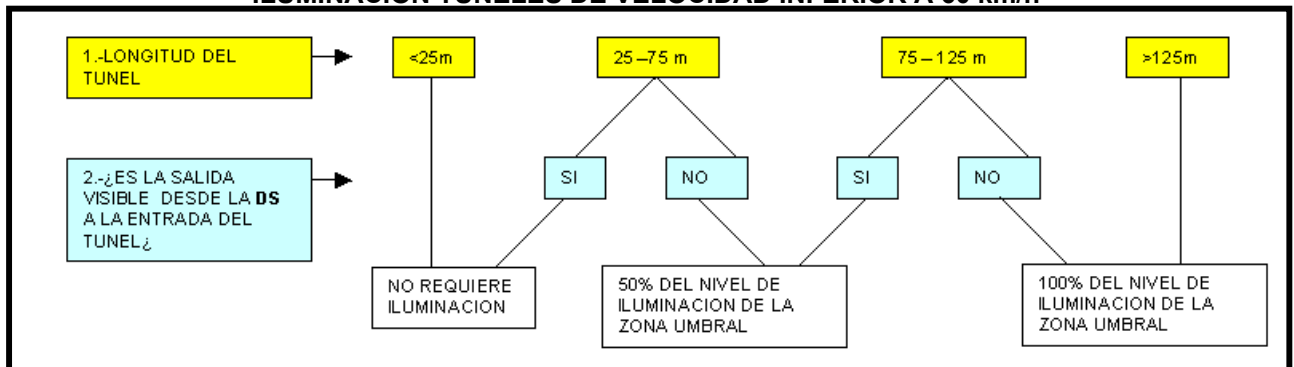 1.-LONGITUD DEL
TUNEL
<25m
25–75 m
75–125 m
>125m
2.-¿ES LA SALIDA
VISIBLE DESDE LA DS
A LA ENTRADA DEL
TUNEL¿
SI
NO
SI
NO
NO REQUIERE
ILUMINACION
50% DEL NIVEL DE
ILUMINACION DE LA
ZONA UMBRAL
100% DEL NIVEL DE
ILUMINACION DE LA
ZONA UMBRAL